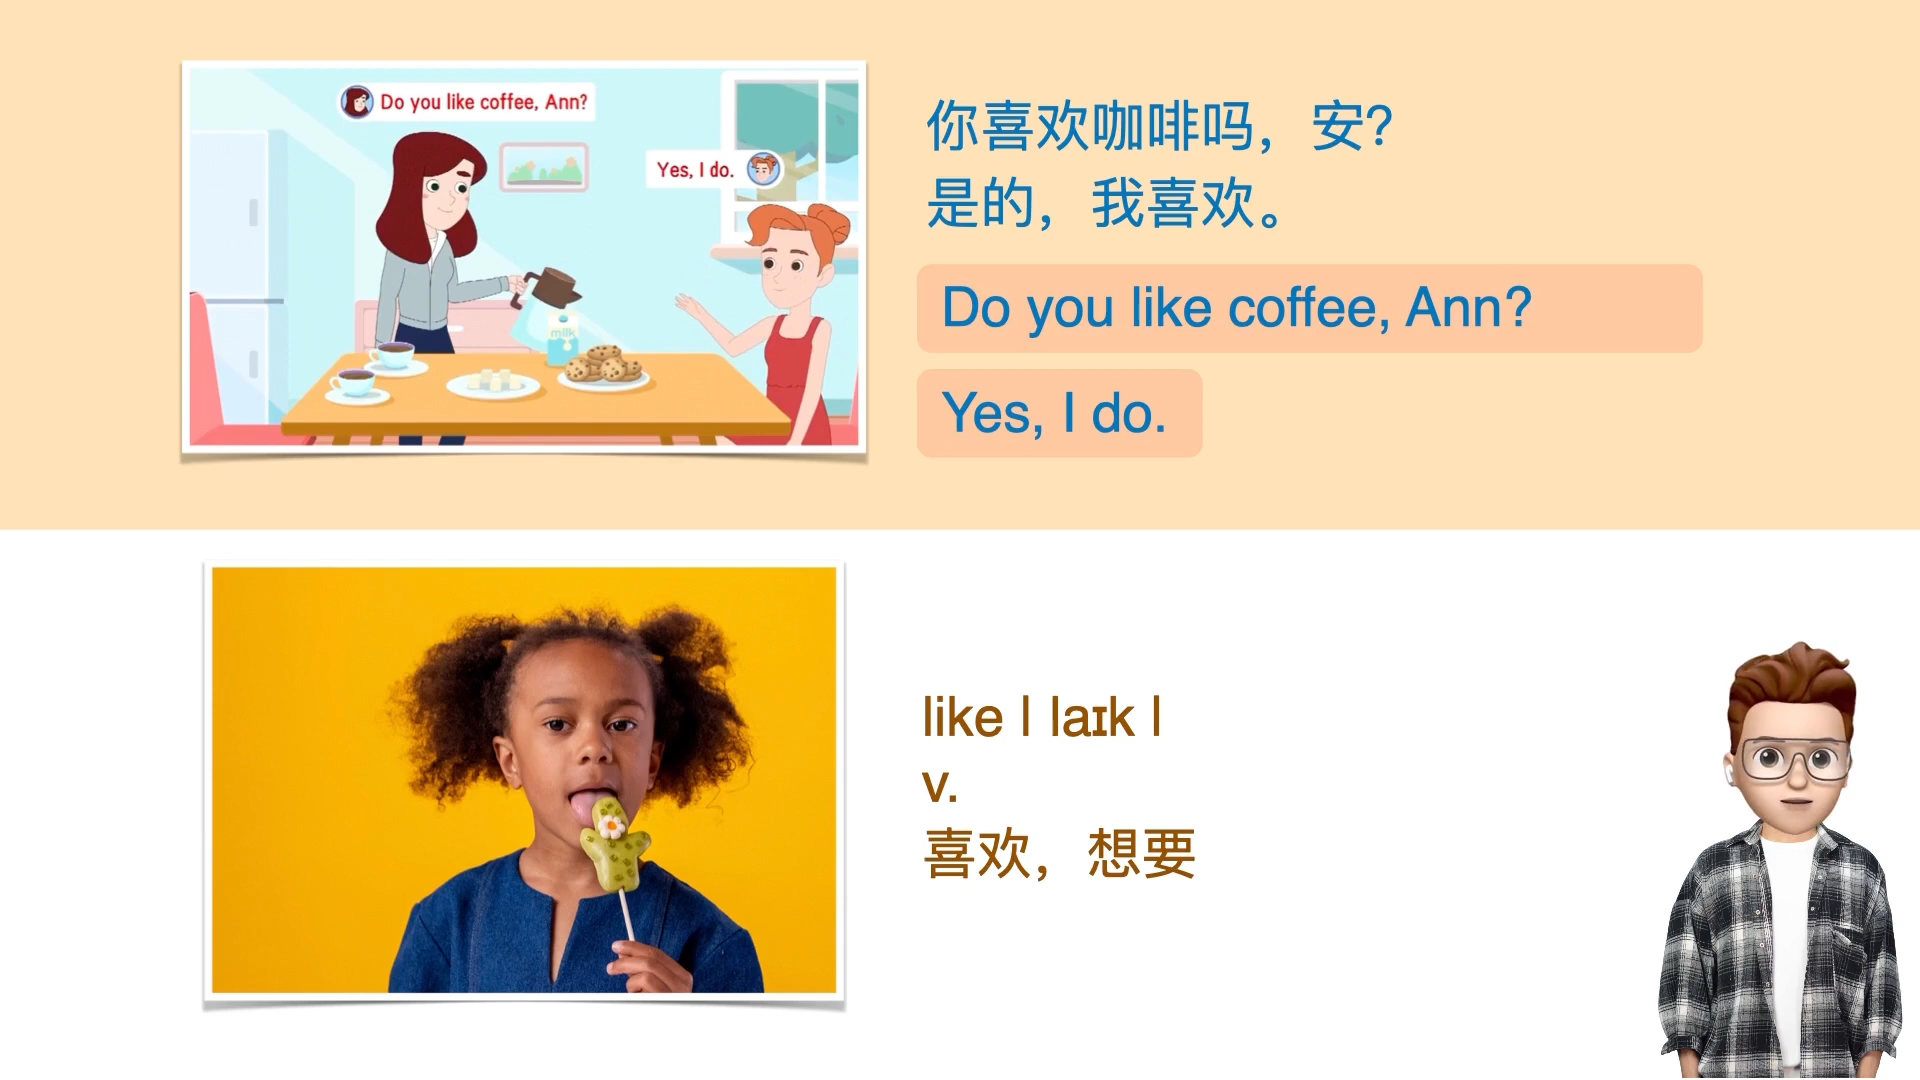 Do you like coffee, Ann?
Yes, I do.
milk
你喜欢咖啡吗，安？
是的，我喜欢。
Do you like coffee, Ann?
Yes, I do.
like | laɪk |
v.
喜欢，想要